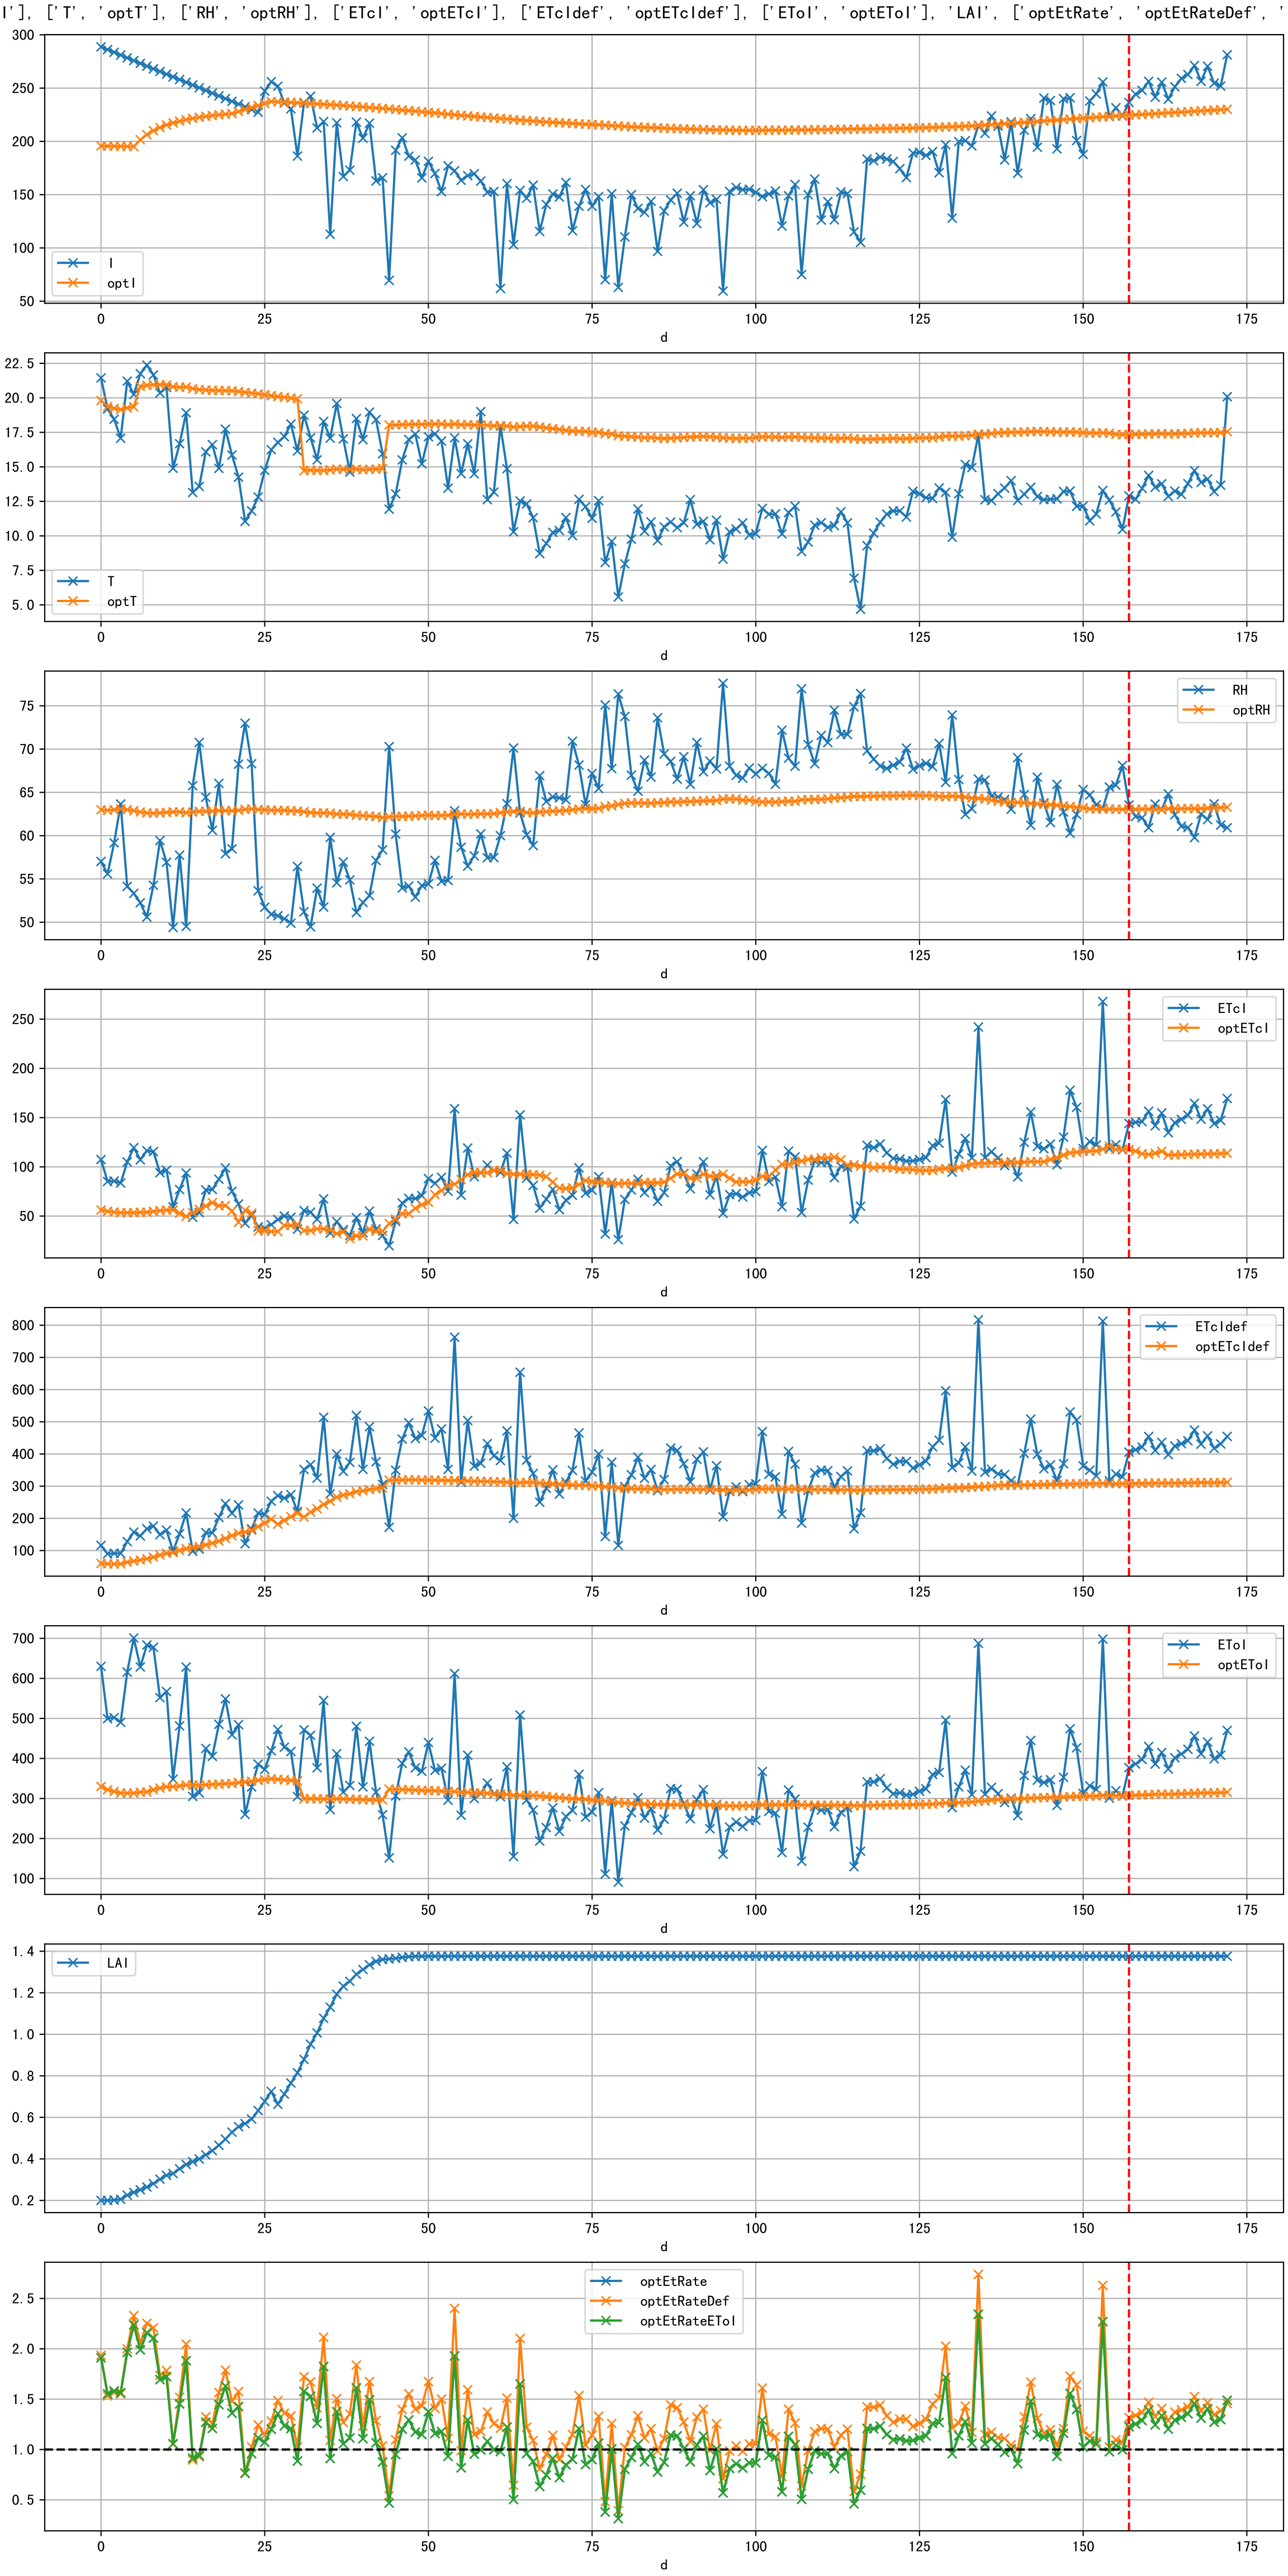 I'], ['T', 'optT'], ['RH', 'optRH'], ['ETcI', 'optETcI'], ['ETcIdef', 'optETcIdef'], ['EToI', 'optEToI'], 'LAI', ['optEtRate', 'optEtRateDef', '
300
250
200
150
100
50
I
optI
0 25 50 75 100 125 150 175
d
22.5
20.0
17.5
15.0
12.5
10.0
7.5
5.0
T
optT
0 25 50 75 100 125 150 175
d
75
70
65
60
55
50
RH
optRH
0 25 50 75 100 125 150 175
d
250
200
150
100
50
ETcI
optETcI
0 25 50 75 100 125 150 175
d
800
700
600
500
400
300
200
100
ETcIdef
optETcIdef
0 25 50 75 100 125 150 175
d
700
600
500
400
300
200
100
EToI
optEToI
0 25 50 75 100 125 150 175
d
1.4
1.2
1.0
0.8
0.6
0.4
0.2
LAI
0 25 50 75 100 125 150 175
d
2.5
2.0
1.5
1.0
0.5
optEtRate
optEtRateDef
optEtRateEToI
0 25 50 75 100 125 150 175
d